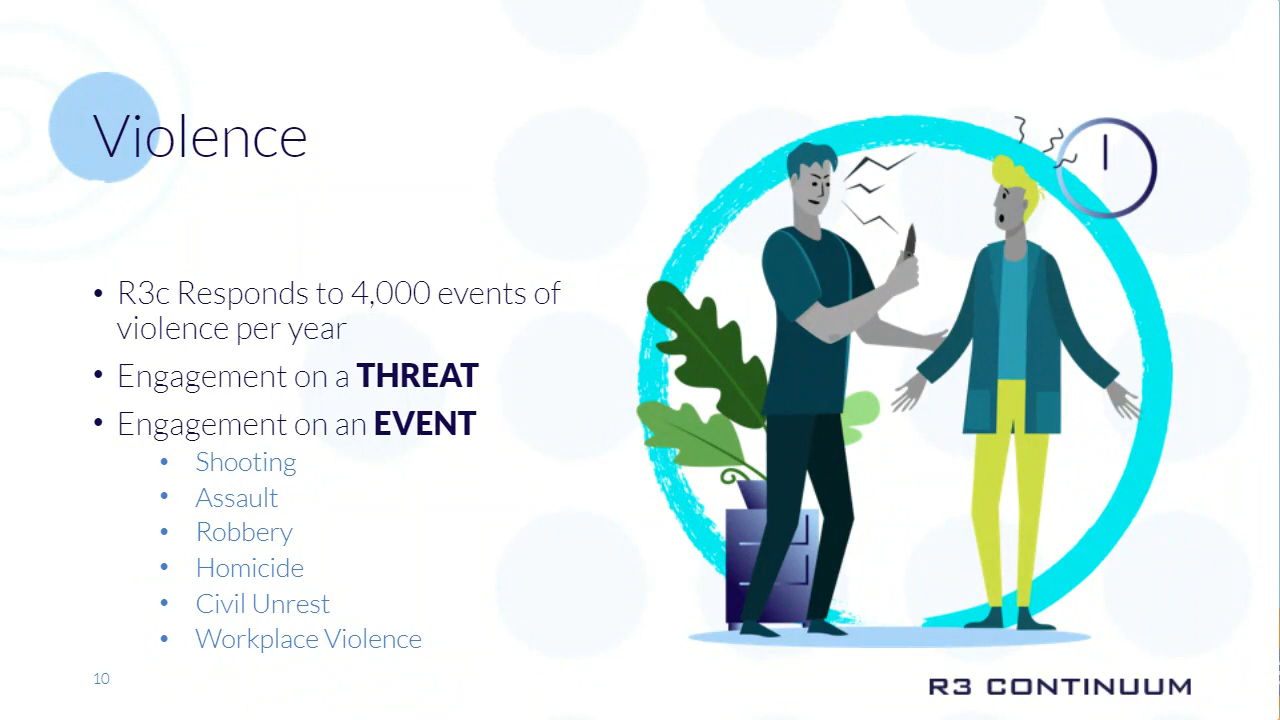 Violence
• R3c Responds to 4,000 events of
violence per year
• Engagement on a THREAT
• Engagement on an EVENT
• Shooting
• Assault
• Robbery
• Homicide
• Civil Unrest
• Workplace Violence
10
R3 CONTINUUM